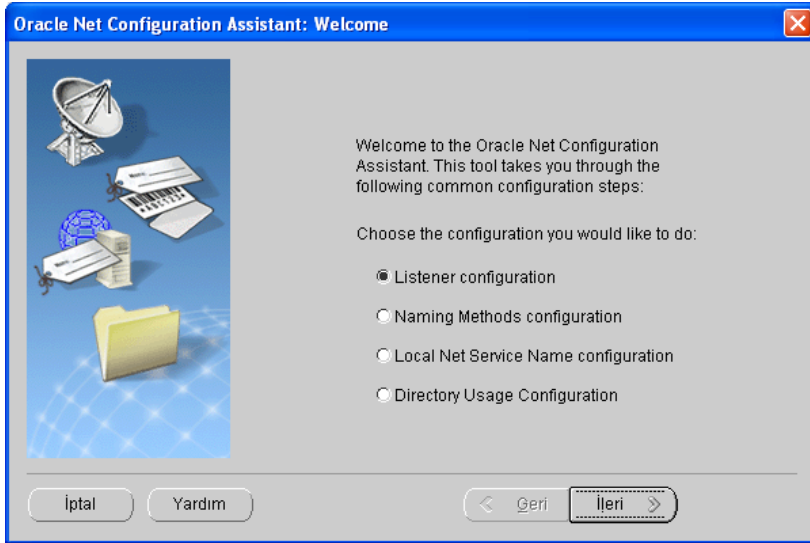 Oracle Net Configuration Assistant: Welcome
Welcome to the Oracle Net Configuration
Assistant. This tool takes you through the
following common configuration steps:
Choose the configuration you would like to do:
Listener configuration
Naming Methods configuration
Local Net Service Name configuration
Directory Usage Configuration
İptal
Yardım
Geri
İleri